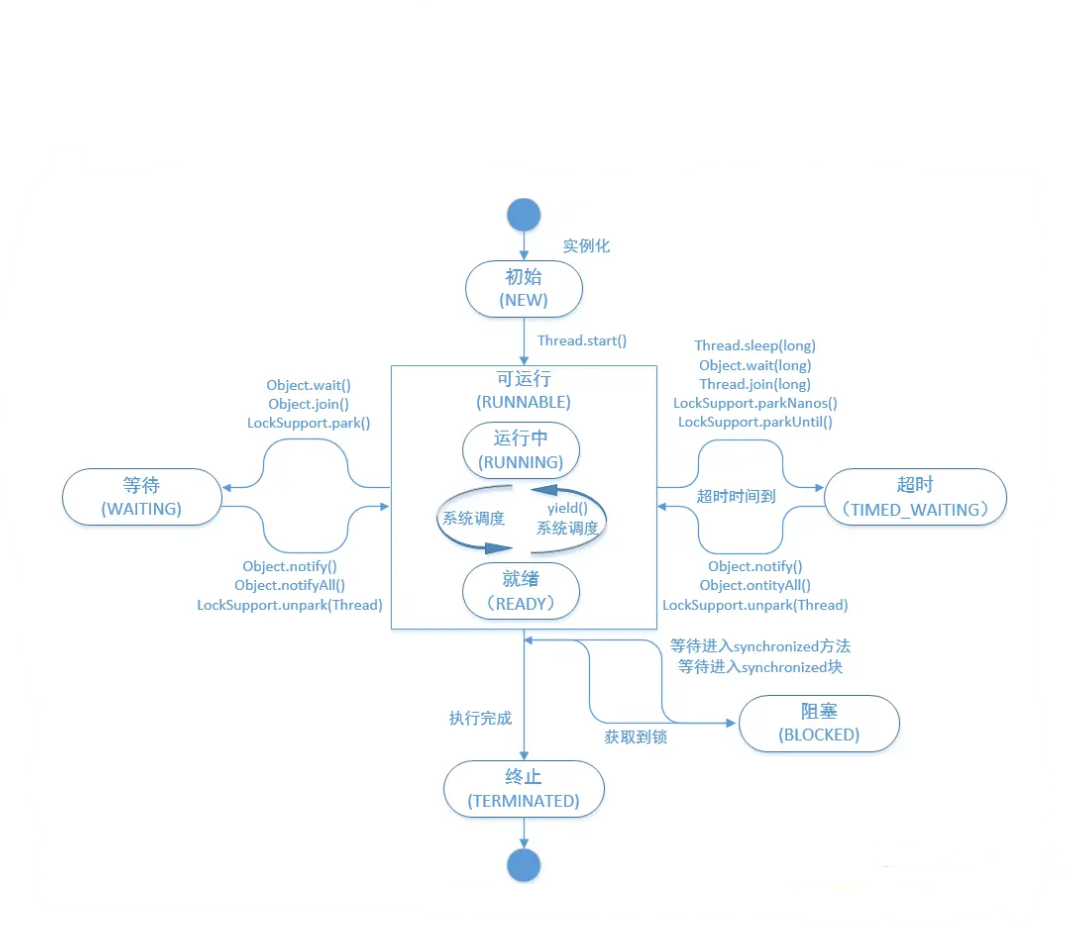 实例化
初始
(NEW)
Thread.start()
Thread.sleep(long)
Object.wait(long)
Thread.join(long)
LockSupport.parkNanos()
LockSupport.parkUntil()
Object.wait()
Object.join()
LockSupport.park()
可运行
(RUNNABLE)
运行中
(RUNNING)
等待
(WAITING)
系统调度
yield()
系统调度
超时时间到
超时
（TIMED_WAITING）
就绪
（READY）
Object.notify()
Object.notifyAll()
LockSupport.unpark(Thread)
Object.notify()
Object.ontityAll()
LockSupport.unpark(Thread)
等待进入synchronized方法
等待进入synchronized块
执行完成
获取到锁
阻塞
(BLOCKED)
终止
(TERMINATED)